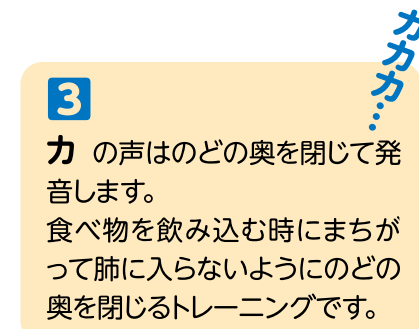 カカカ…
3
カ の声はのどの奥を閉じて発
音します。
食べ物を飲み込む時にまちが
って肺に入らないようにのどの
奥を閉じるトレーニングです。